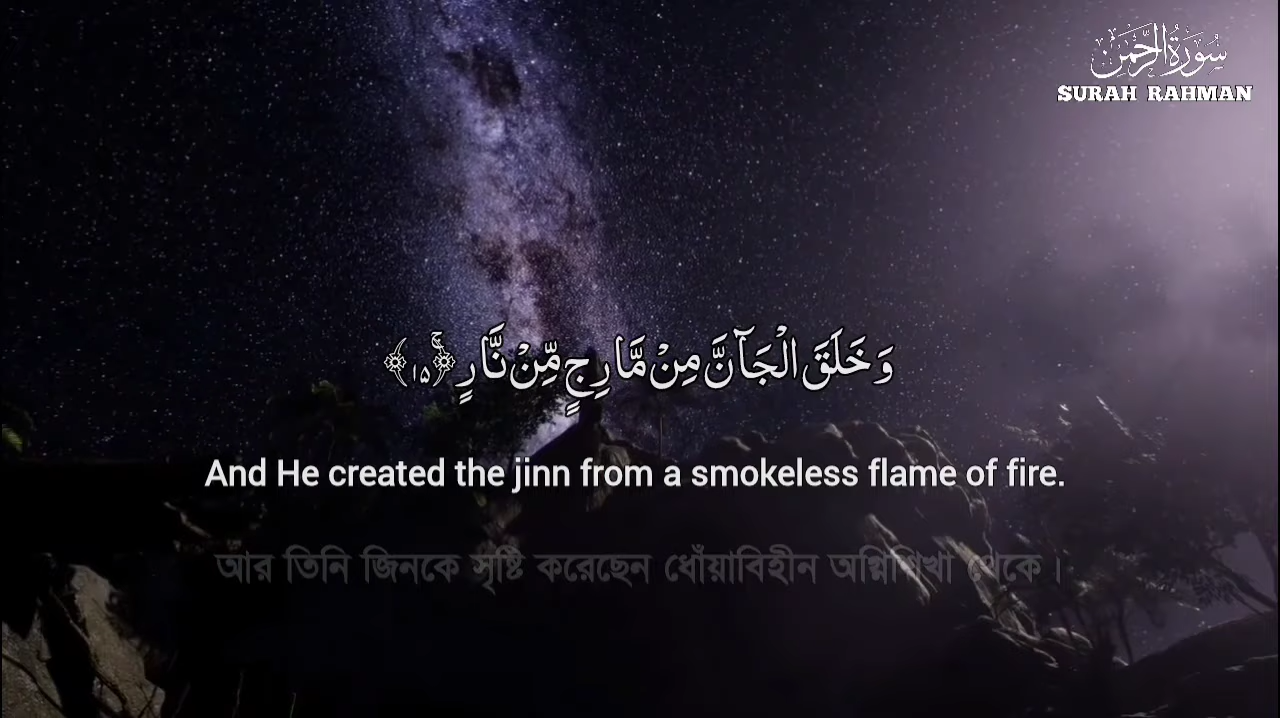 سُورَةُ الرَّحْمٰن
SURAH RAHMAN
وَخَلَقَ الْجَآنَّ مِنْ مَّارِجٍ مِّنْ نَّارٍ ﴿ۚ۱۵﴾
And He created the jinn from a smokeless flame of fire.
আর তিনি জিনকে সৃষ্টি করেছেন ধোঁয়াবিহীন অগ্নিশিখা থেকে।